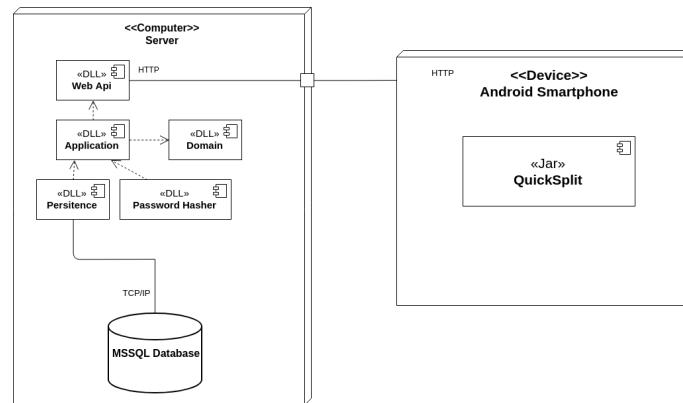 <<Computer>>
Server
«DLL»
Web Api
HTTP
«DLL»
Application
«DLL»
Domain
«DLL»
Persitence
«DLL»
Password Hasher
TCP/IP
MSSQL Database
HTTP
<<Device>>
Android Smartphone
«Jar»
QuickSplit